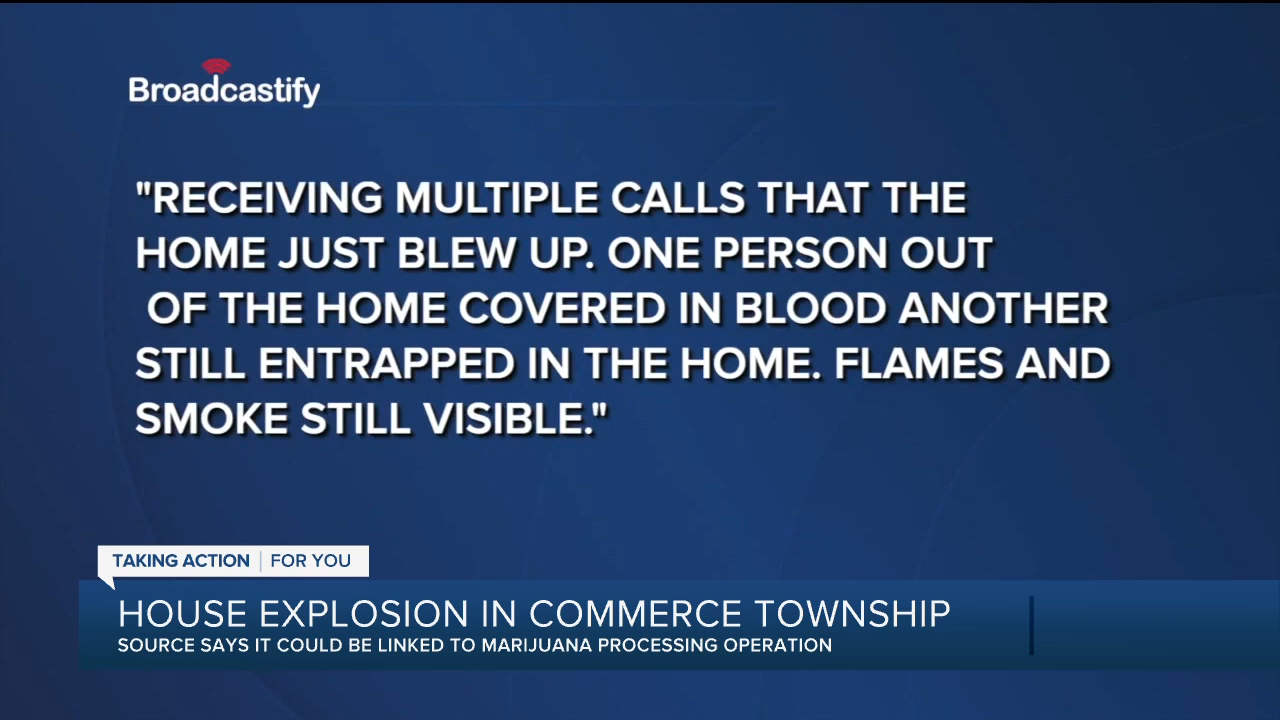 Broadcastify
"RECEIVING MULTIPLE CALLS THAT THE
HOME JUST BLEW UP. ONE PERSON OUT
OF THE HOME COVERED IN BLOOD ANOTHER
STILL ENTRAPPED IN THE HOME. FLAMES AND
SMOKE STILL VISIBLE."
TAKING ACTION | FOR YOU
HOUSE EXPLOSION IN COMMERCE TOWNSHIP
SOURCE SAYS IT COULD BE LINKED TO MARIJUANA PROCESSING OPERATION